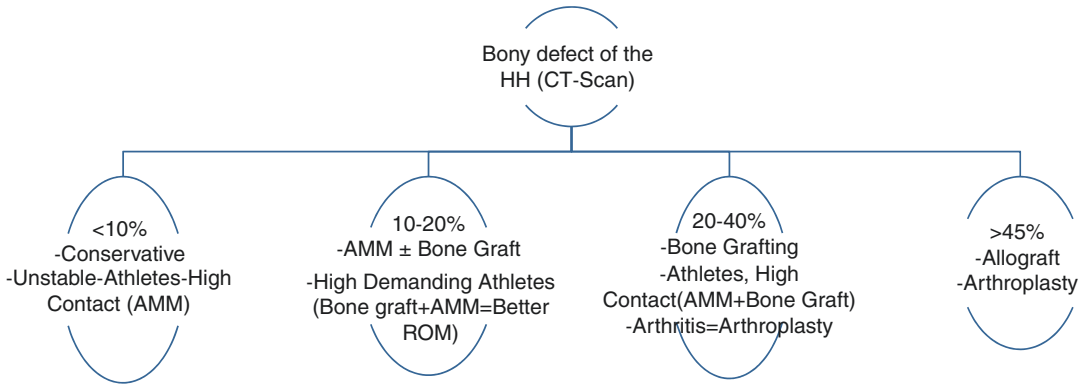 Bony defect of the
HH (CT-Scan)
<10%
-Conservative
-Unstable-Athletes-High
Contact (AMM)
10-20%
-AMM ± Bone Graft
-High Demanding Athletes
(Bone graft+AMM=Better
ROM)
20-40%
-Bone Grafting
-Athletes, High
Contact(AMM+Bone Graft)
-Arthritis=Arthroplasty
>45%
-Allograft
-Arthroplasty